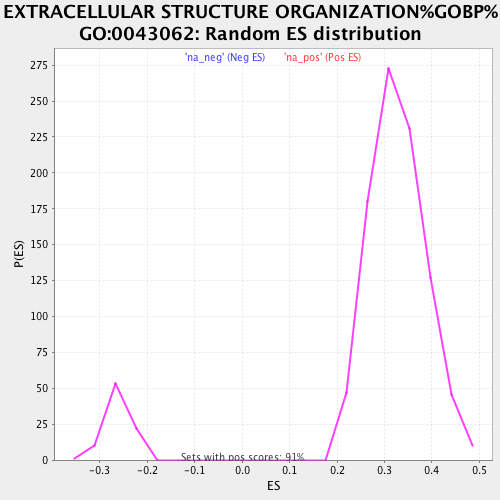 EXTRACELLULAR STRUCTURE ORGANIZATION%GOBP%
GO:0043062: Random ES distribution
'na_neg' (Neg ES) 'na_pos' (Pos ES)
275
250
225
200
175
150
125
100
75
50
25
0
P(ES)
Sets with pos scores: 91%
-0.3 -0.2 -0.1 0.0 0.1 0.2 0.3 0.4 0.5
ES